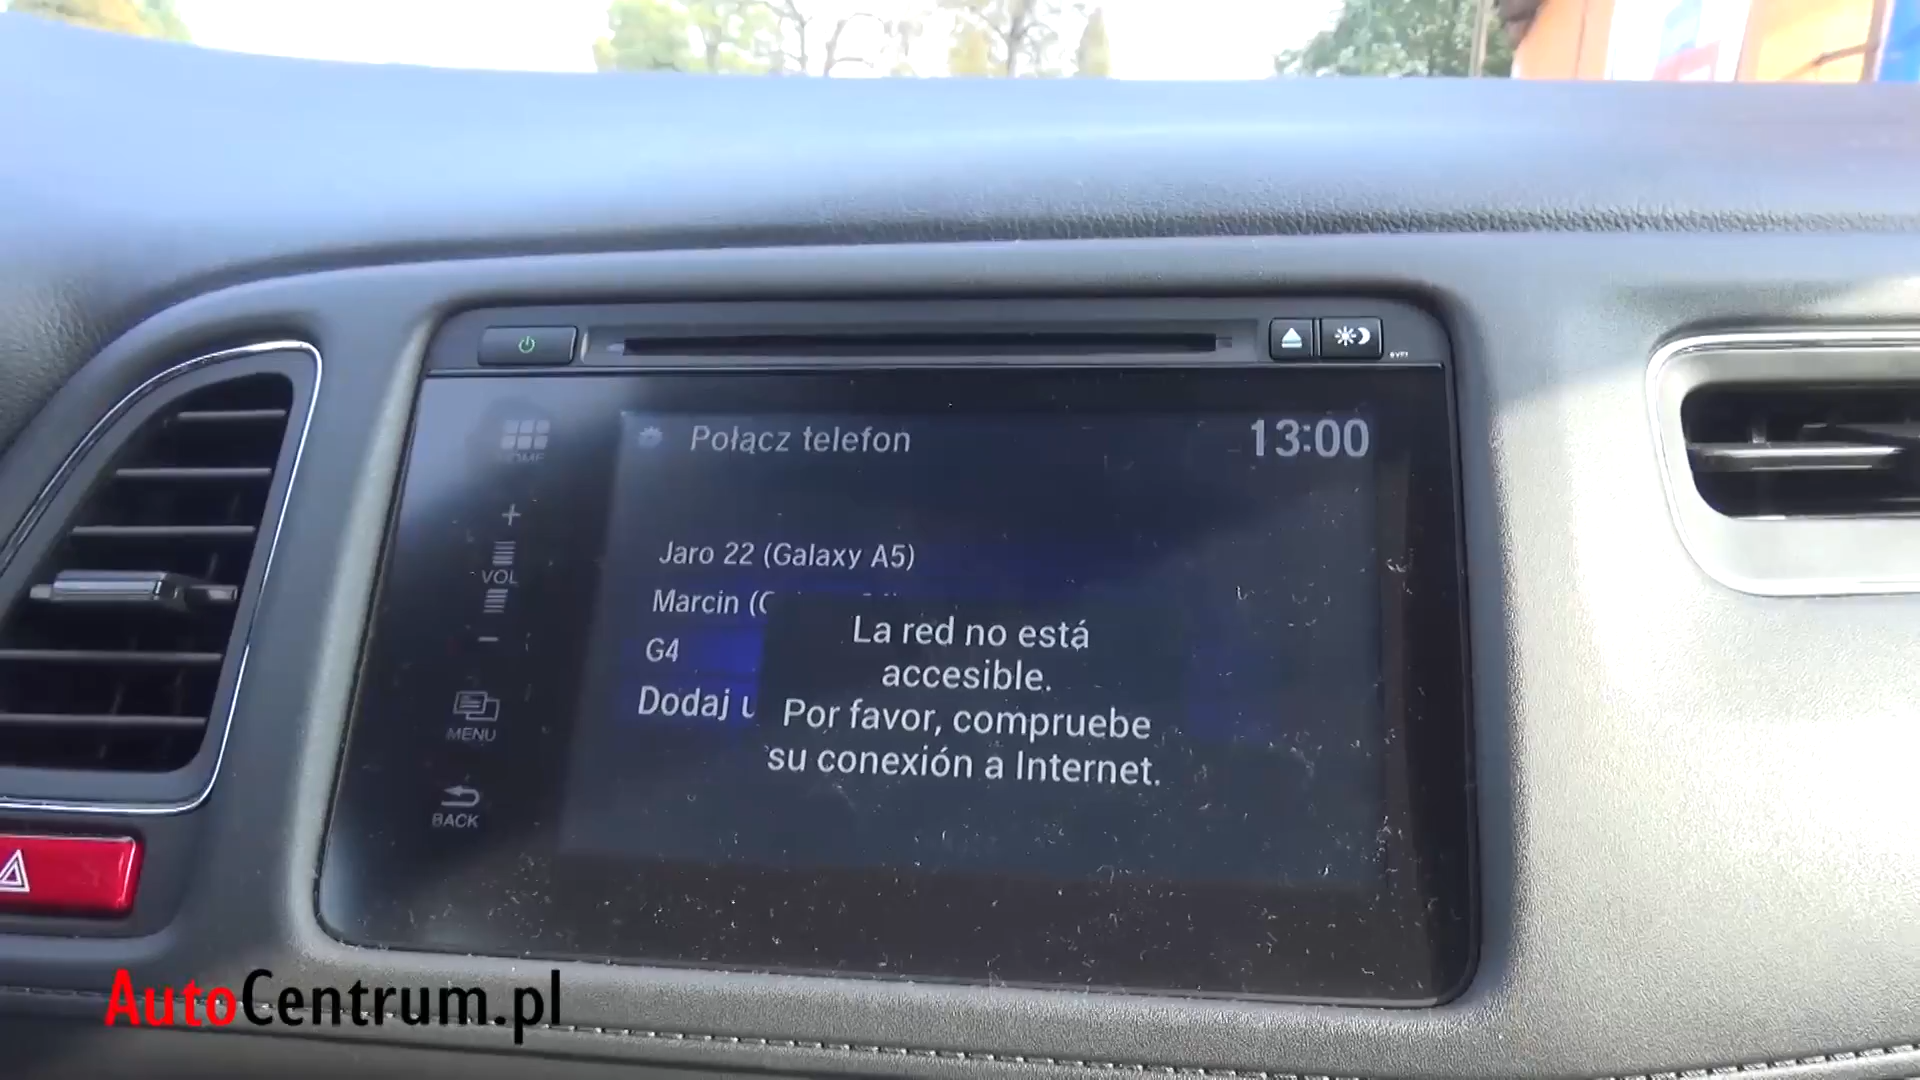 HOME
Połącz telefon
13:00
+
VOL
-
MENU
BACK
Jaro 22 (Galaxy A5)
Marcin (
G4
Dodaj
La red no está
accesible.
Por favor, compruebe
su conexión a Internet.
AutoCentrum.pl